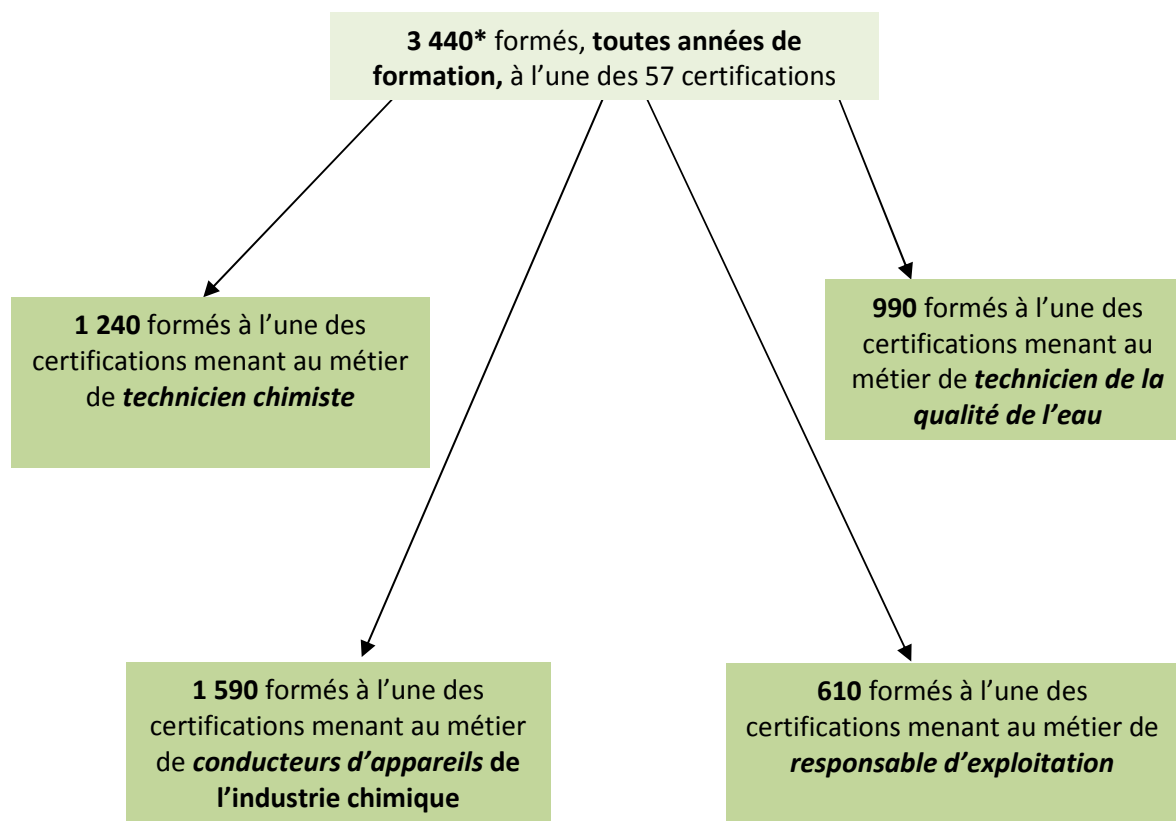 3 440* formés, toutes années de
formation, à l’une des 57 certifications
1 240 formés à l’une des
certifications menant au métier
de technicien chimiste
990 formés à l’une des
certifications menant au
métier de technicien de la
qualité de l’eau
1 590 formés à l’une des
certifications menant au métier
de conducteurs d’appareils de
l’industrie chimique
610 formés à l’une des
certifications menant au métier de
responsable d’exploitation